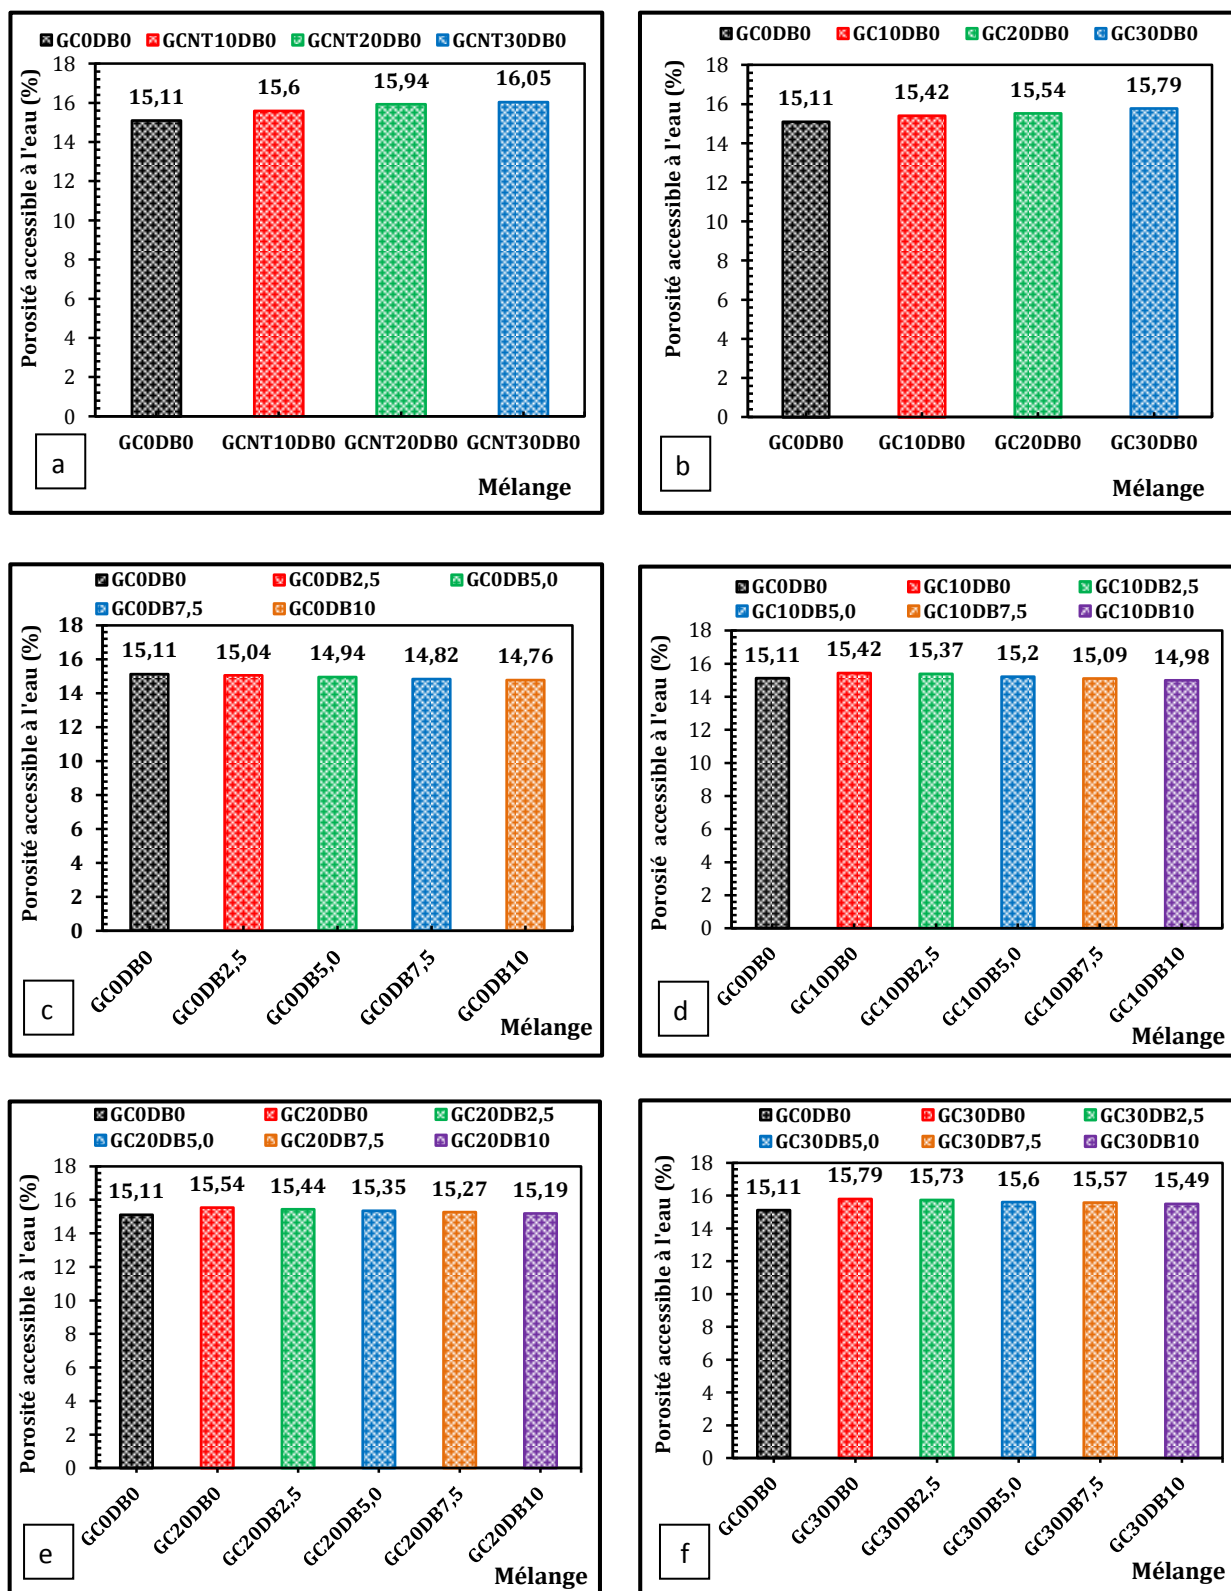 GC0DB0 GCNT10DB0 GCNT20DB0 GCNT30DB0
Porosité accessible à l'eau (%)
18
16
14
12
10
8
6
4
2
0
15,11 15,6 15,94 16,05
GC0DB0 GCNT10DB0 GCNT20DB0 GCNT30DB0
a
Mélange
GC0DB0 GC10DB0 GC20DB0 GC30DB0
Porosité accessible à l'eau (%)
18
16
14
12
10
8
6
4
2
0
15,11 15,42 15,54 15,79
GC0DB0 GC10DB0 GC20DB0 GC30DB0
b
Mélange
GC0DB0 GC0DB2,5 GC0DB5,0
GC0DB7,5 GC0DB10
Porosité accessible à l'eau (%)
18
16
14
12
10
8
6
4
2
0
15,11 15,04 14,94 14,82 14,76
GC0DB0 GC0DB2,5 GC0DB5,0 GC0DB7,5 GC0DB10
c
Mélange
GC0DB0 GC10DB0 GC10DB2,5
GC10DB5,0 GC10DB7,5 GC10DB10
Porosié accessible à l'eau (%)
18
16
14
12
10
8
6
4
2
0
15,11 15,42 15,37 15,2 15,09 14,98
GC0DB0 GC10DB0 GC10DB2,5 GC10DB5,0 GC10DB7,5 GC10DB10
d
Mélange
GC0DB0 GC20DB0 GC20DB2,5
GC20DB5,0 GC20DB7,5 GC20DB10
Porosité accessible à l'eau (%)
18
16
14
12
10
8
6
4
2
0
15,11 15,54 15,44 15,35 15,27 15,19
GC0DB0 GC20DB0 GC20DB2,5 GC20DB5,0 GC20DB7,5 GC20DB10
e
Mélange
GC0DB0 GC30DB0 GC30DB2,5
GC30DB5,0 GC30DB7,5 GC30DB10
Porosité accessible à l'eau (%)
18
16
14
12
10
8
6
4
2
0
15,11 15,79 15,73 15,6 15,57 15,49
GC0DB0 GC30DB0 GC30DB2,5 GC30DB5,0 GC30DB7,5 GC30DB10
f
Mélange